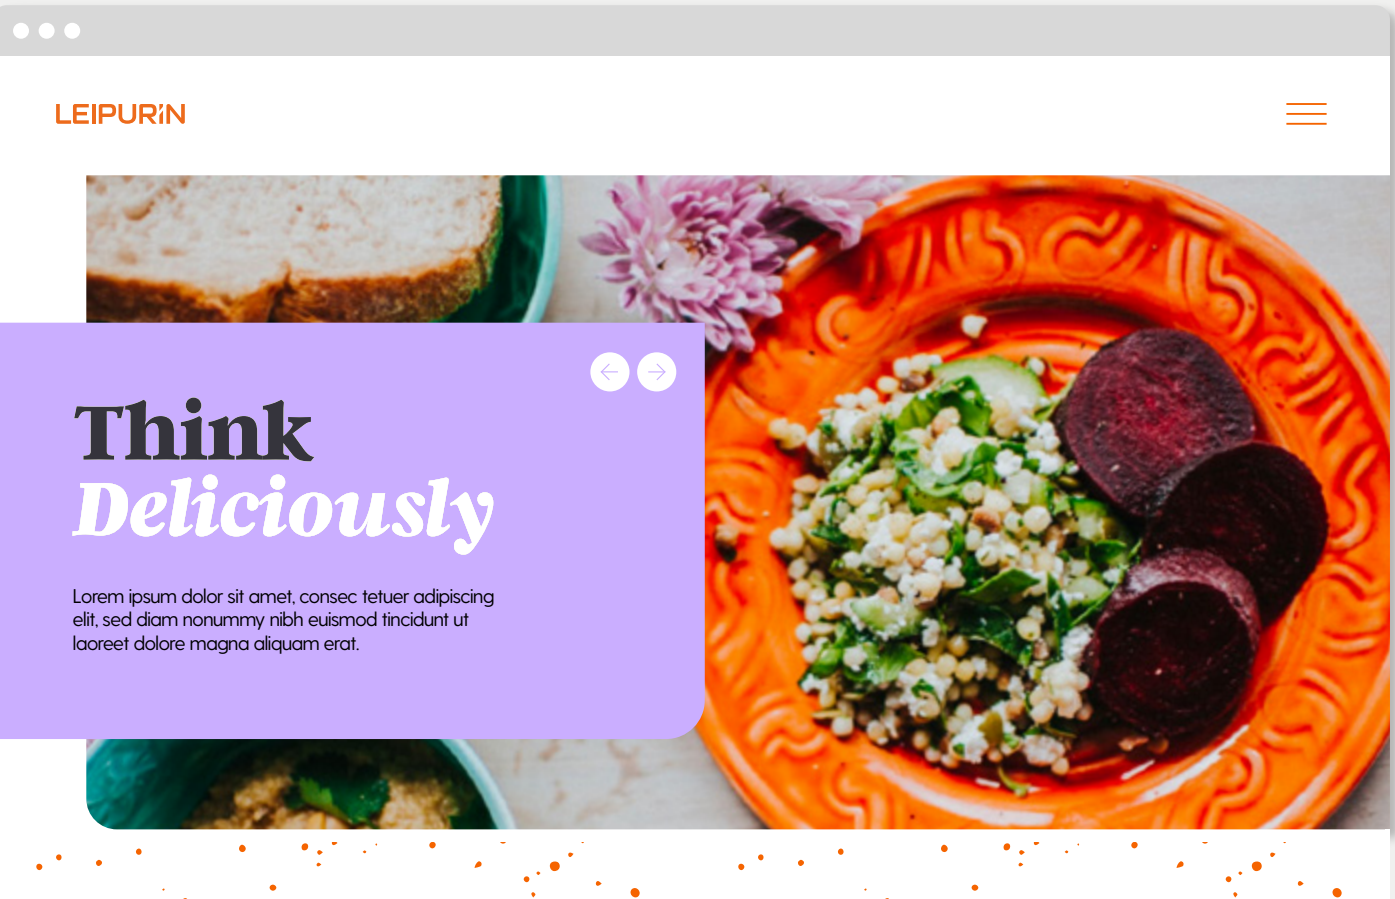 LEIPURIN
Think
Deliciously
Lorem ipsum dolor sit amet, consec tetuer adipiscing
elit, sed diam nonummy nibh euismod tincidunt ut
laoreet dolore magna aliquam erat.